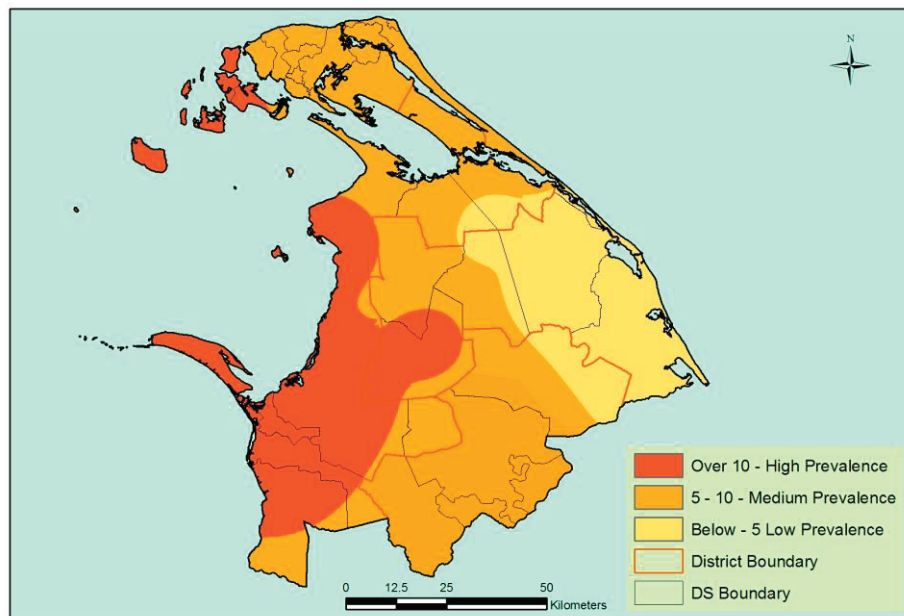 N
Over 10 - High Prevalence
5 - 10 - Medium Prevalence
Below - 5 Low Prevalence
District Boundary
DS Boundary
0 12.5 25 50
Kilometers